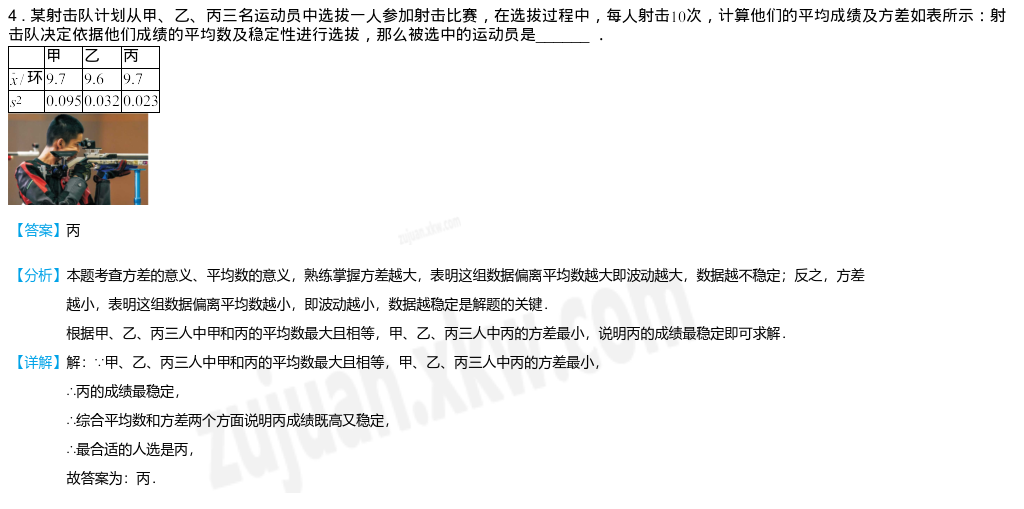 4．某射击队计划从甲、乙、丙三名运动员中选拔一人参加射击比赛，在选拔过程中，每人射击10次，计算他们的平均成绩及方差如表所示：射
击队决定依据他们成绩的平均数及稳定性进行选拔，那么被选中的运动员是_______ ．
甲 乙 丙
x̄/环 9.7 9.6 9.7
s² 0.095 0.032 0.023
【答案】丙
【分析】本题考查方差的意义、平均数的意义，熟练掌握方差越大，表明这组数据偏离平均数越大即波动越大，数据越不稳定；反之，方差
越小，表明这组数据偏离平均数越小，即波动越小，数据越稳定是解题的关键．
根据甲、乙、丙三人中甲和丙的平均数最大且相等，甲、乙、丙三人中丙的方差最小，说明丙的成绩最稳定即可求解．
【详解】解：∵甲、乙、丙三人中甲和丙的平均数最大且相等，甲、乙、丙三人中丙的方差最小，
∴丙的成绩最稳定，
∴综合平均数和方差两个方面说明丙成绩既高又稳定，
∴最合适的人选是丙，
故答案为：丙．
zujuan.xkw.com
zujuan.xkw.com